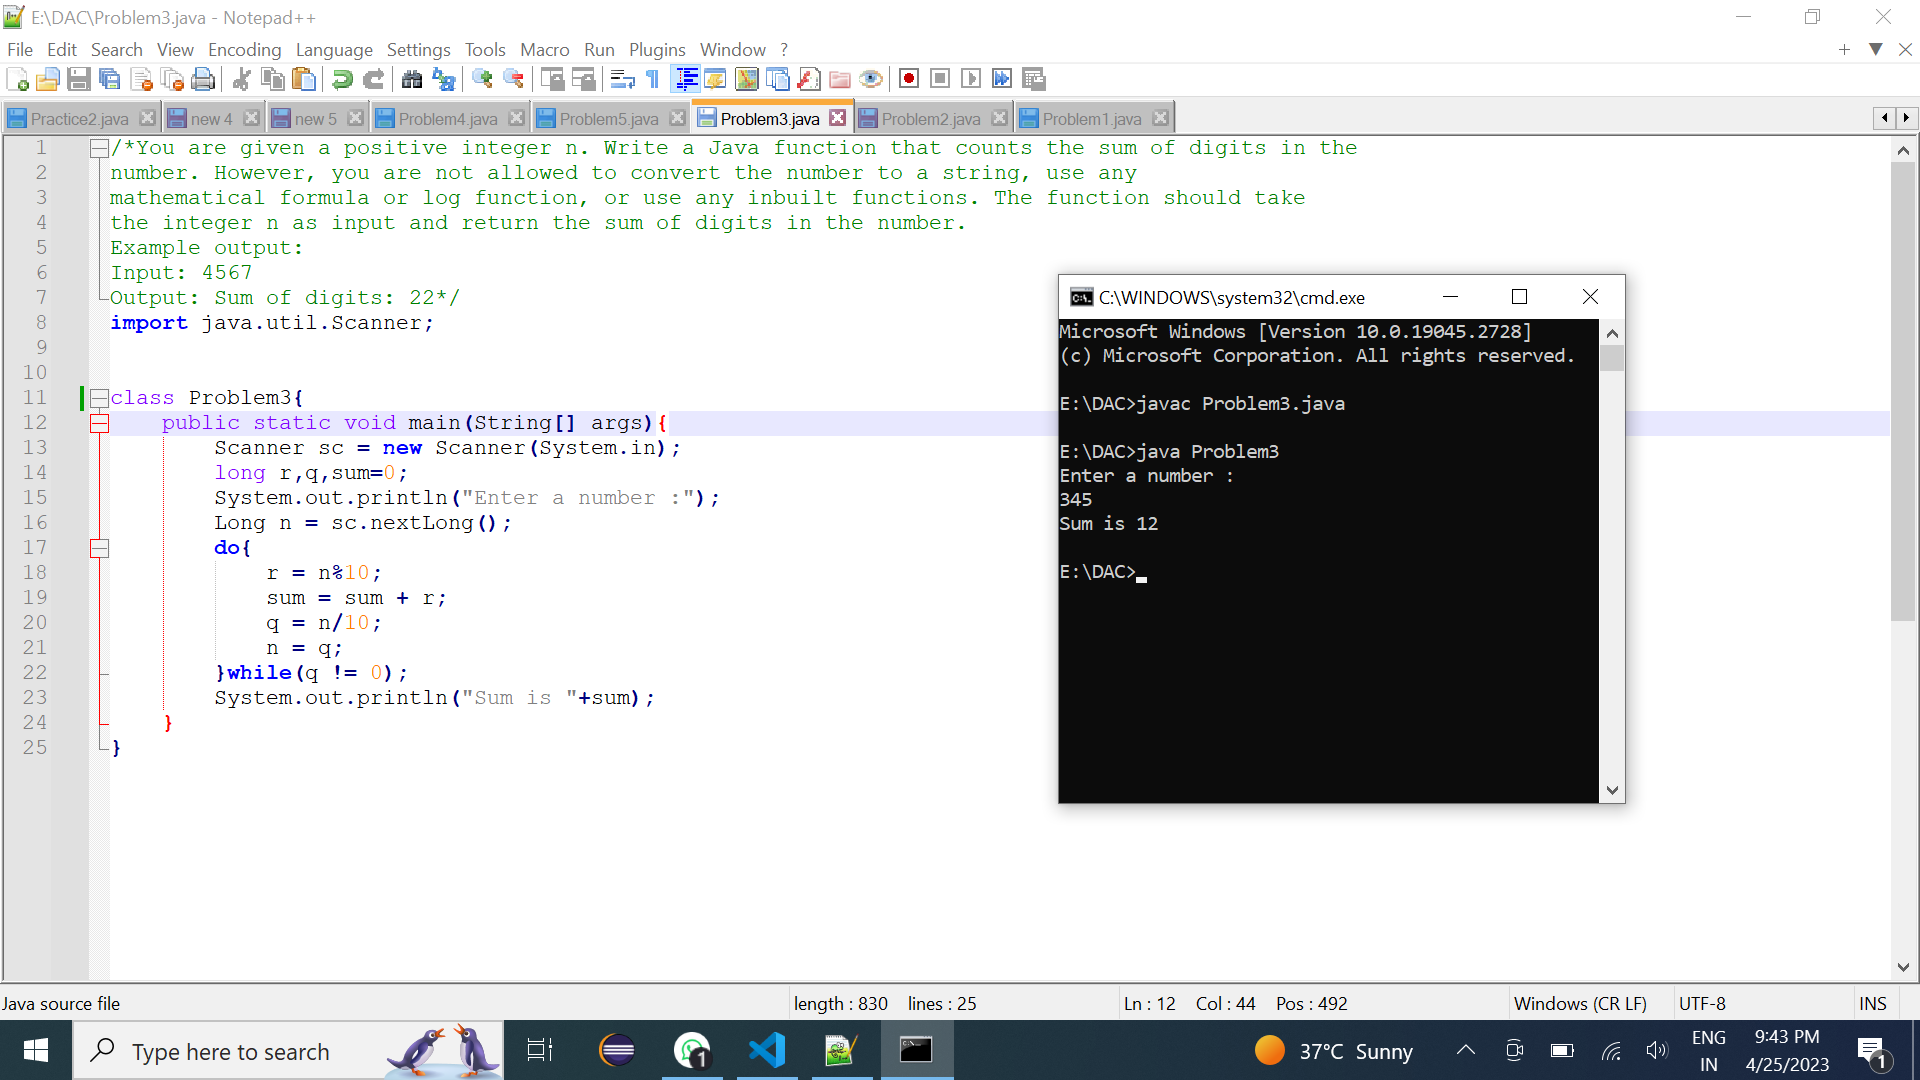 E:\DAC\Problem3.java - Notepad++
File Edit Search View Encoding Language Settings Tools Macro Run Plugins Window ?
Practice2.java new 4 new 5 Problem4.java Problem5.java Problem3.java Problem2.java Problem1.java
1 /*You are given a positive integer n. Write a Java function that counts the sum of digits in the
2 number. However, you are not allowed to convert the number to a string, use any
3 mathematical formula or log function, or use any inbuilt functions. The function should take
4 the integer n as input and return the sum of digits in the number.
5 Example output:
6 Input: 4567
7 Output: Sum of digits: 22*/
8 import java.util.Scanner;
9
10
11 class Problem3{
12 public static void main(String[] args){
13 Scanner sc = new Scanner(System.in);
14 long r,q,sum=0;
15 System.out.println("Enter a number :");
16 Long n = sc.nextLong();
17 do{
18 r = n%10;
19 sum = sum + r;
20 q = n/10;
21 n = q;
22 }while(q != 0);
23 System.out.println("Sum is "+sum);
24 }
25 }
C:\WINDOWS\system32\cmd.exe
Microsoft Windows [Version 10.0.19045.2728]
(c) Microsoft Corporation. All rights reserved.
E:\DAC>javac Problem3.java
E:\DAC>java Problem3
Enter a number :
345
Sum is 12
E:\DAC>
Java source file length : 830 lines : 25 Ln : 12 Col : 44 Pos : 492 Windows (CR LF) UTF-8 INS
Type here to search
1
37°C Sunny
ENG
IN
9:43 PM
4/25/2023
1